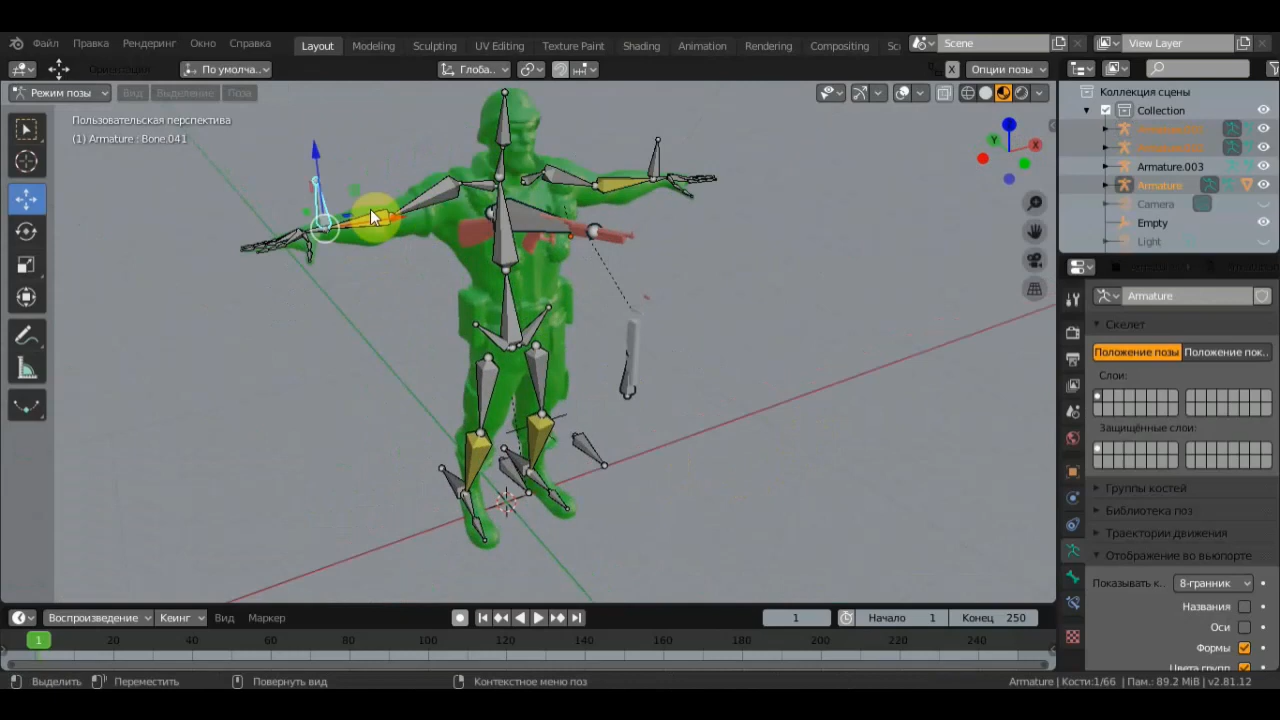 Файл Правка Рендеринг Окно Справка Layout Modeling Sculpting UV Editing Texture Paint Shading Animation Rendering Compositing Sc Scene View Layer
Ориентация По умолча.. Глоба.. X Опции позы
Режим позы Вид Выделение Поза
Пользовательская перспектива
(1) Armature : Bone.041
Z
Y
X
Коллекция сцены
Collection
Armature.003
Armature
Camera
Empty
Light
Armature
Скелет
Положение позы Положение пок..
Слои:
Защищённые слои:
Группы костей
Библиотека поз
Траектории движения
Отображение во вьюпорте
Показывать к.. 8-гранник
Названия
Оси
Формы
Цвета групп
Воспроизведение Кеинг Вид Маркер 1 Начало 1 Конец 250
1 20 40 60 80 100 120 140 160 180 200 220 240
Выделить Переместить Повернуть вид Контекстное меню поз Armature | Кости:1/66 | Пам.: 89.2 MiB | v2.81.12